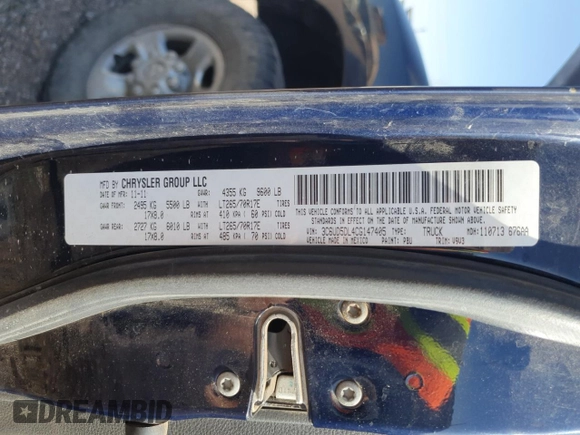 MFD BY CHRYSLER GROUP LLC GVWR: 4355 KG 9600 LB
DATE OF MFR: 11-11
GAWR FRONT: 2495 KG 5500 LB WITH LT265/70R17E TIRES
17X8.0 RIMS AT 410 KPA ( 60 PSI) COLD
GAWR REAR: 2727 KG 6010 LB WITH LT265/70R17E TIRES
17X8.0 RIMS AT 485 KPA ( 70 PSI) COLD
THIS VEHICLE CONFORMS TO ALL APPLICABLE U.S.A. FEDERAL MOTOR VEHICLE SAFETY
STANDARDS IN EFFECT ON THE DATE OF MANUFACTURE SHOWN ABOVE
VIN: 3C6UD5DL4CG147405 TYPE: TRUCK MDH: 110713 876AA
VEHICLE MADE IN MEXICO PAINT: PBU TRIM: V9V3
DREAMBID